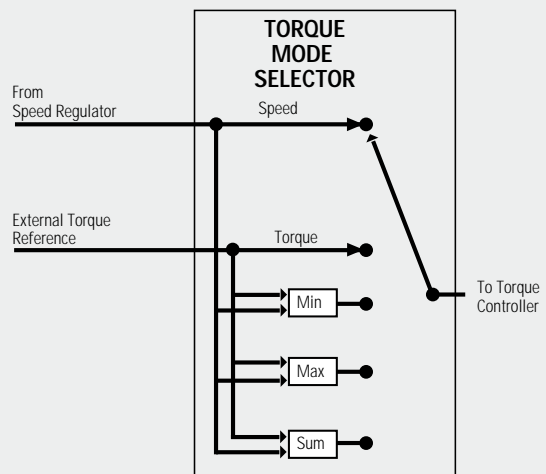 TORQUE
MODE
SELECTOR
From
Speed Regulator
Speed
External Torque
Reference
Torque
To Torque
Controller
Min
Max
Sum